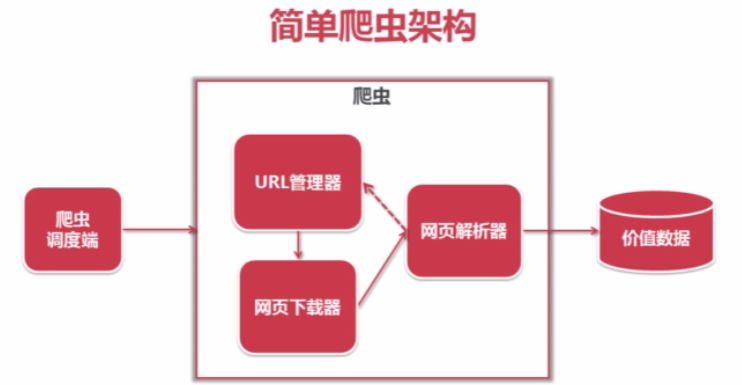 简单爬虫架构
爬虫
URL管理器
爬虫
调度端
网页解析器
价值数据
网页下载器